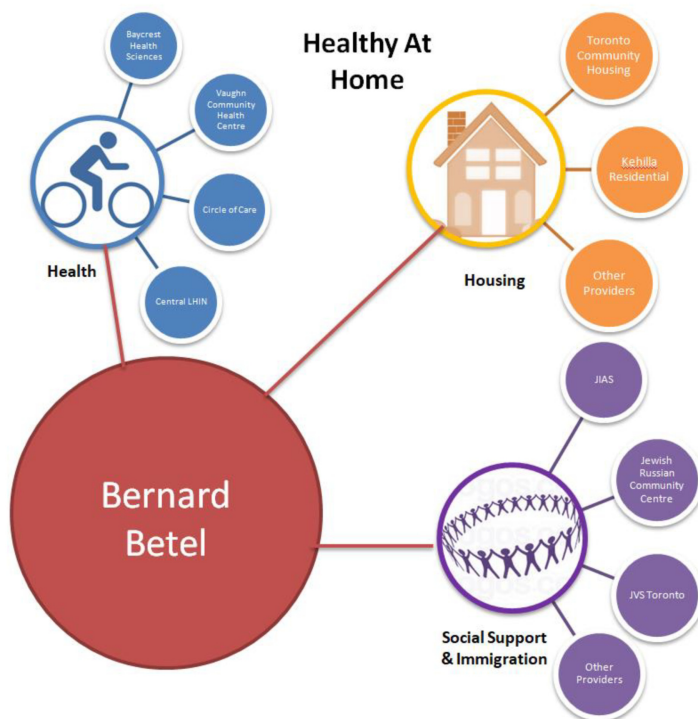 Healthy At
Home
Baycrest
Health
Sciences
Vaughn
Community
Health
Centre
Circle of Care
Central LHIN
Health
Toronto
Community
Housing
Kehilla
Residential
Other
Providers
Housing
Bernard
Betel
JIAS
Jewish
Russian
Community
Centre
JVS Toronto
Other
Providers
Social Support
& Immigration